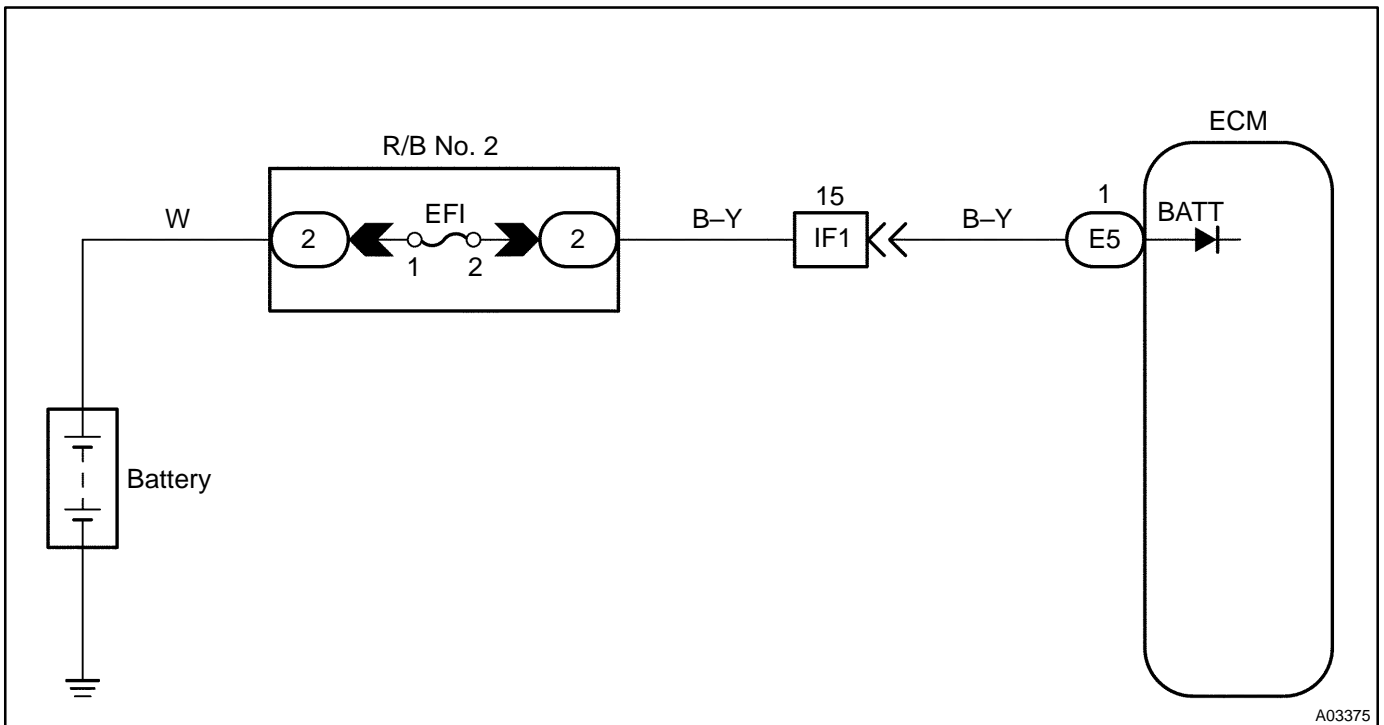 ECM
R/B No. 2
15
1
W
EFI
B–Y
B–Y
BATT
2
2
IF1
E5
1 2
Battery
A03375